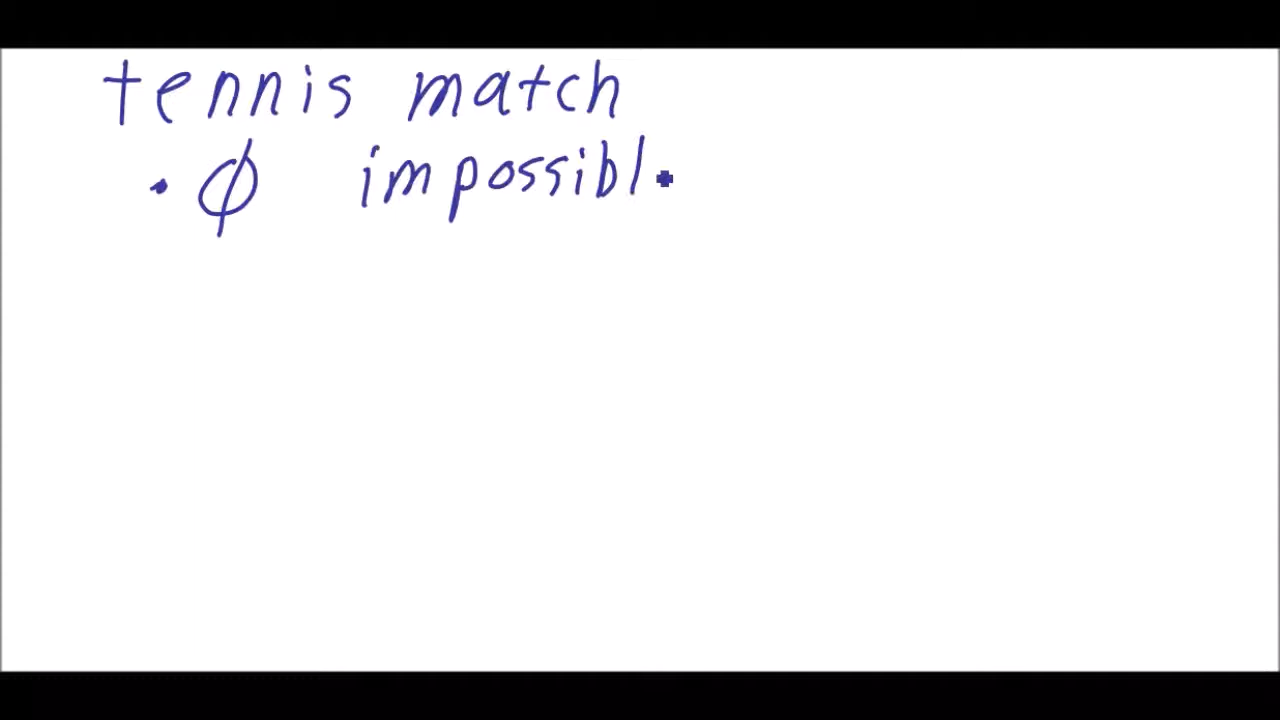 tennis match
• ∅ impossibl